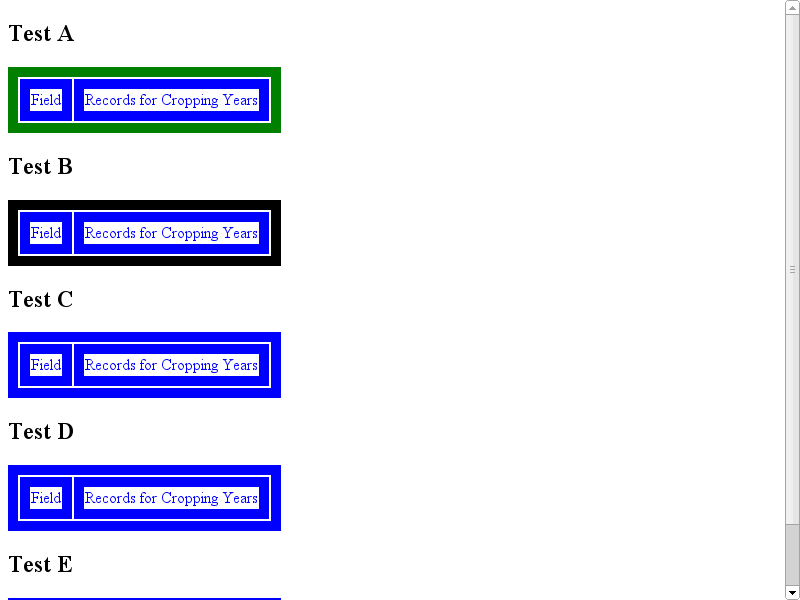 Test A
Field Records for Cropping Years
Test B
Field Records for Cropping Years
Test C
Field Records for Cropping Years
Test D
Field Records for Cropping Years
Test E